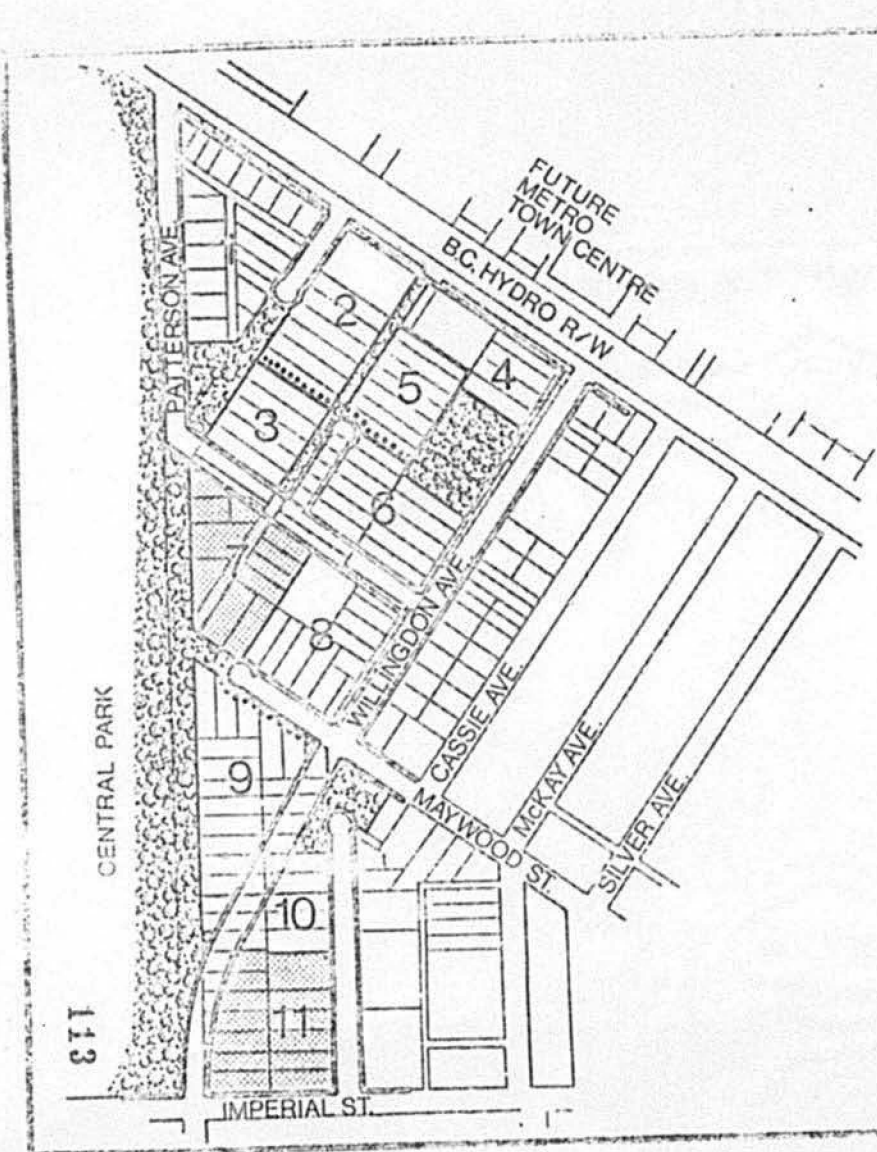 FUTURE
METRO
TOWN CENTRE
B.C. HYDRO R/W
PATTERSON AVE
2
4
5
3
6
8
WILLINGDON AVE.
CASSIE AVE.
CENTRAL PARK
9
MAYWOOD ST.
McKAY AVE.
SILVER AVE.
10
11
113
IMPERIAL ST.